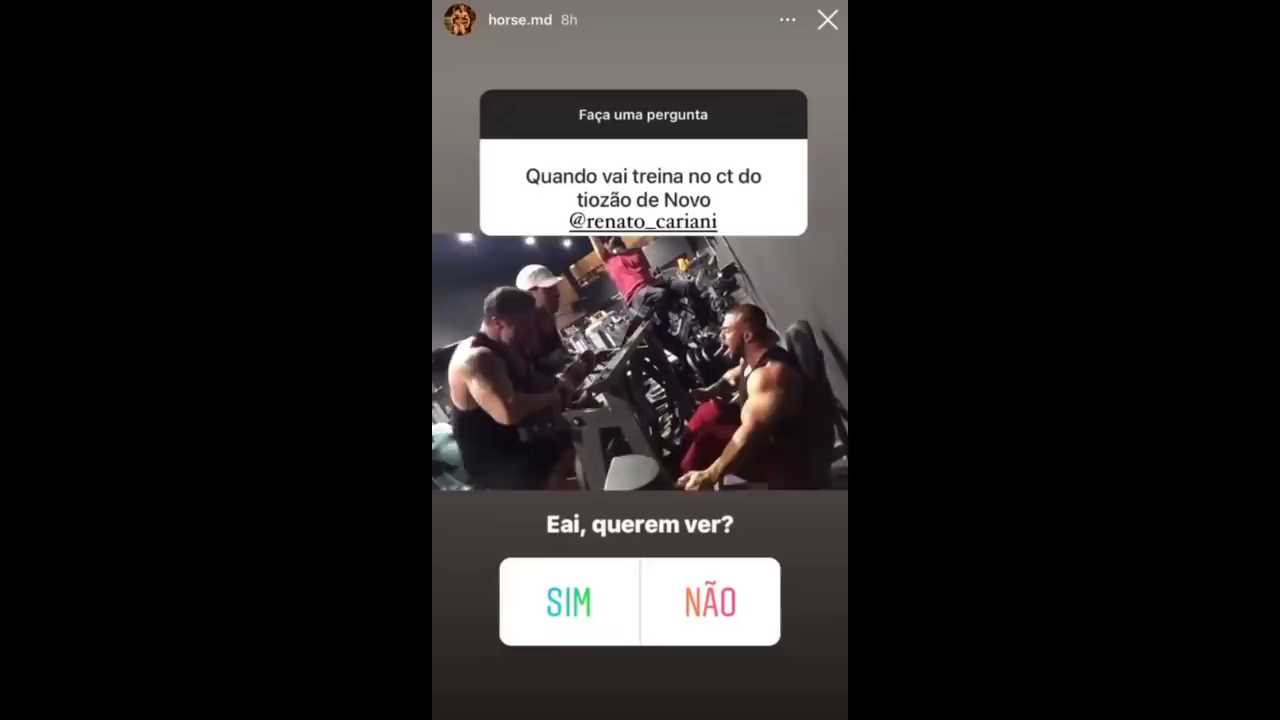 horse.md 8h
Faça uma pergunta
Quando vai treina no ct do
tiozão de Novo
@renato_cariani
Eai, querem ver?
SIM NÃO